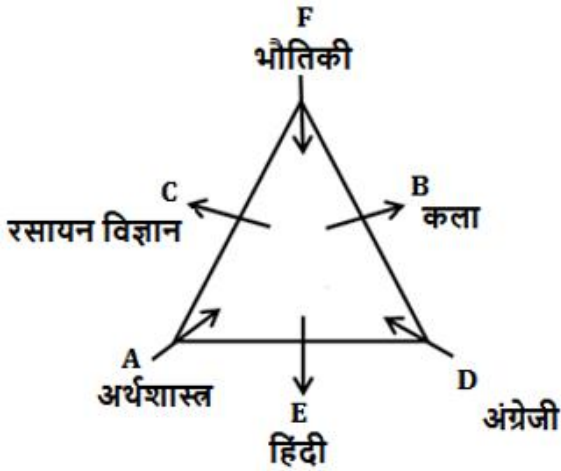 F
भौतिकी
C
रसायन विज्ञान
B
कला
A
अर्थशास्त्र
E
हिंदी
D
अंग्रेजी